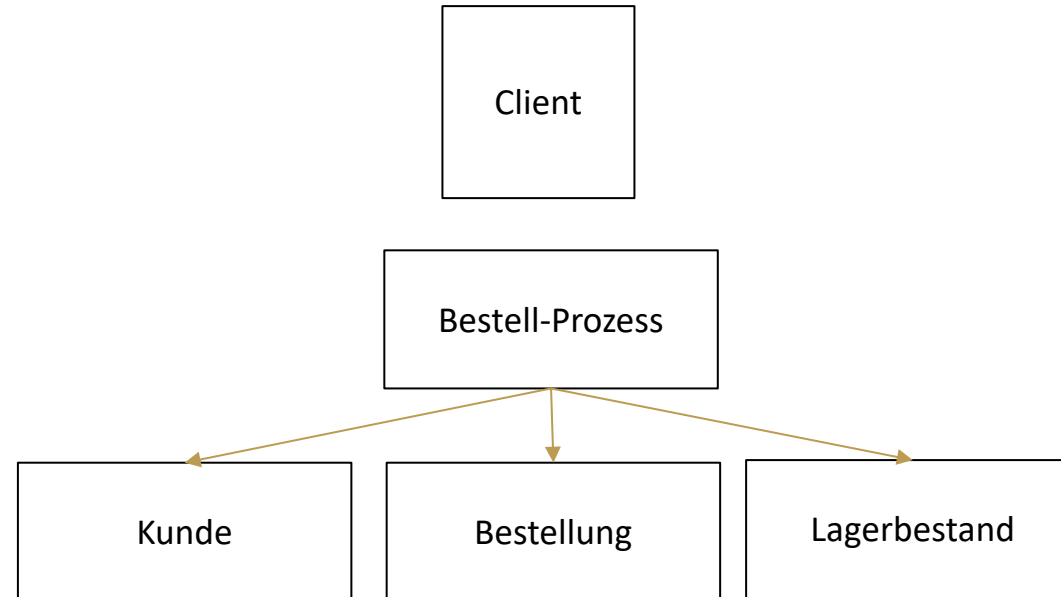 Client
Bestell-Prozess
Kunde
Bestellung
Lagerbestand